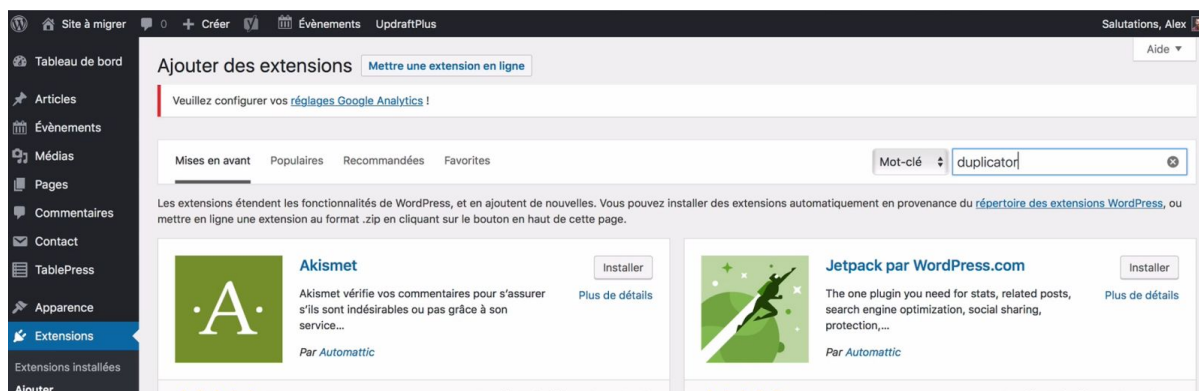 Site à migrer 0 + Créer Évènements UpdraftPlus Salutations, Alex
Aide ▼
Tableau de bord
Articles
Évènements
Médias
Pages
Commentaires
Contact
TablePress
Apparence
Extensions
Extensions installées
Ajouter
Ajouter des extensions Mettre une extension en ligne
Veuillez configurer vos réglages Google Analytics !
Mises en avant Populaires Recommandées Favorites Mot-clé duplicator
Les extensions étendent les fonctionnalités de WordPress, et en ajoutent de nouvelles. Vous pouvez installer des extensions automatiquement en provenance du répertoire des extensions WordPress, ou
mettre en ligne une extension au format .zip en cliquant sur le bouton en haut de cette page.
·A·
Akismet
Installer
Plus de détails
Akismet vérifie vos commentaires pour s’assurer
s’ils sont indésirables ou pas grâce à son
service...
Par Automattic
Jetpack par WordPress.com
Installer
Plus de détails
The one plugin you need for stats, related posts,
search engine optimization, social sharing,
protection,...
Par Automattic